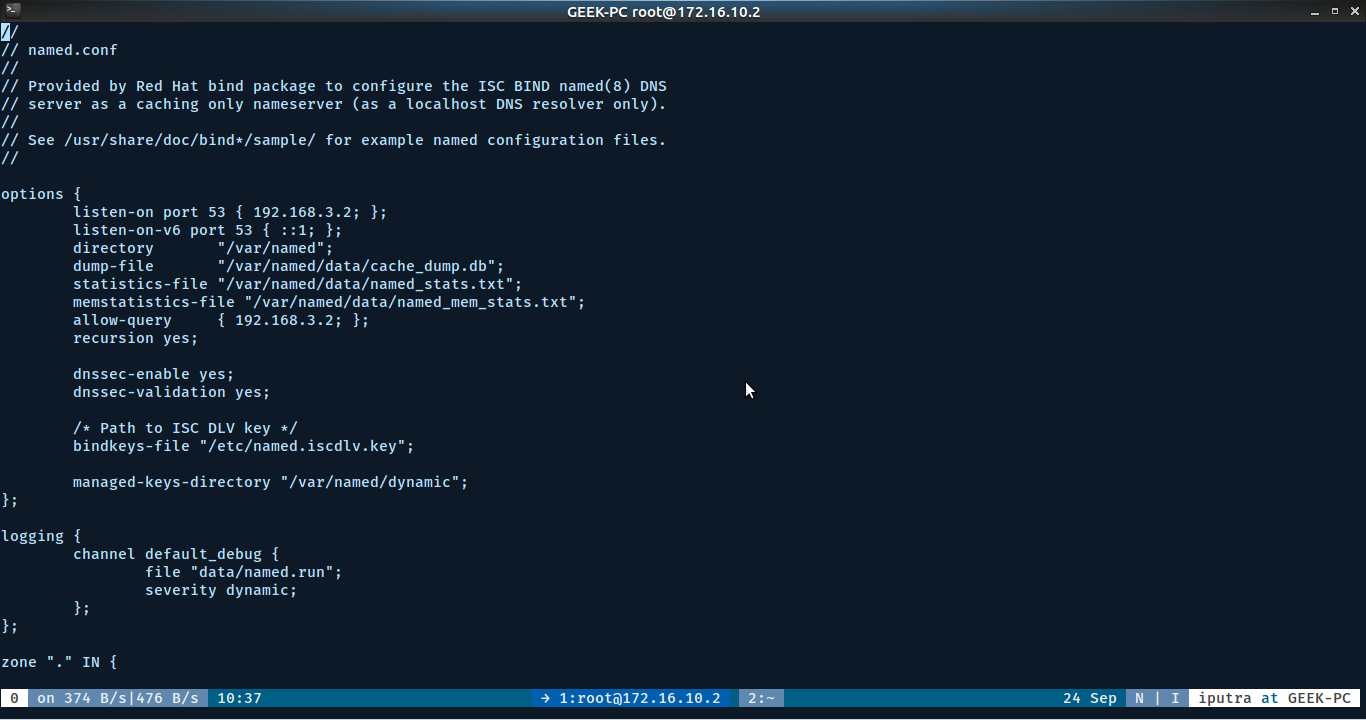 GEEK-PC root@172.16.10.2
//
// named.conf
//
// Provided by Red Hat bind package to configure the ISC BIND named(8) DNS
// server as a caching only nameserver (as a localhost DNS resolver only).
//
// See /usr/share/doc/bind*/sample/ for example named configuration files.
//
options {
        listen-on port 53 { 192.168.3.2; };
        listen-on-v6 port 53 { ::1; };
        directory       "/var/named";
        dump-file       "/var/named/data/cache_dump.db";
        statistics-file "/var/named/data/named_stats.txt";
        memstatistics-file "/var/named/data/named_mem_stats.txt";
        allow-query     { 192.168.3.2; };
        recursion yes;
        dnssec-enable yes;
        dnssec-validation yes;
        /* Path to ISC DLV key */
        bindkeys-file "/etc/named.iscdlv.key";
        managed-keys-directory "/var/named/dynamic";
};
logging {
        channel default_debug {
                file "data/named.run";
                severity dynamic;
        };
};
zone "." IN {
0 on 374 B/s|476 B/s 10:37 → 1:root@172.16.10.2 2:~ 24 Sep N | I iputra at GEEK-PC